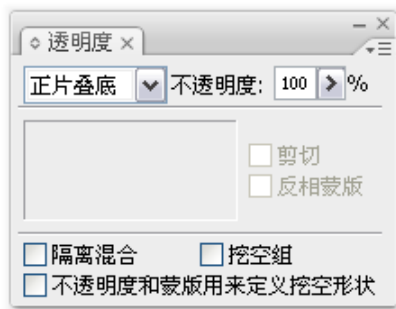 透明度
正片叠底 不透明度: 100 %
剪切
反相蒙版
隔离混合 挖空组
不透明度和蒙版用来定义挖空形状